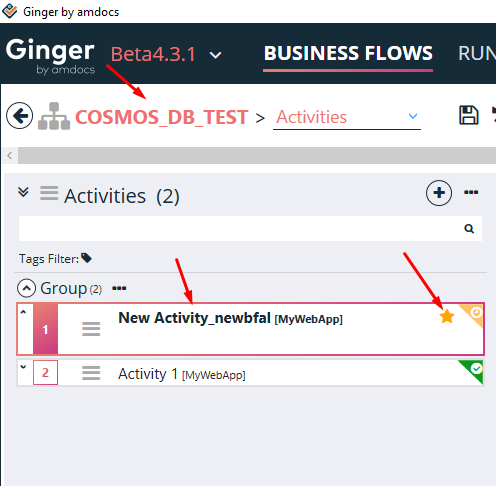 Ginger by amdocs
Ginger Beta4.3.1 BUSINESS FLOWS
by amdocs
COSMOS_DB_TEST > Activities
Activities (2)
Tags Filter:
Group (2)
1 New Activity_newbfal [MyWebApp]
2 Activity 1 [MyWebApp]